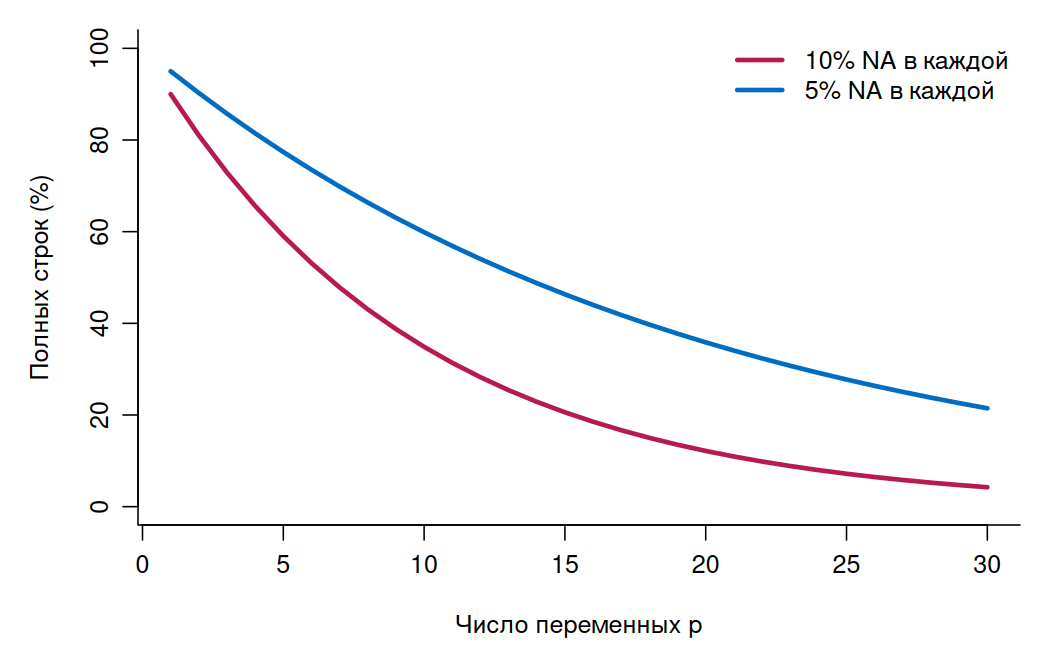 10% NA в каждой
5% NA в каждой
Полных строк (%)
100
80
60
40
20
0
0 5 10 15 20 25 30
Число переменных p